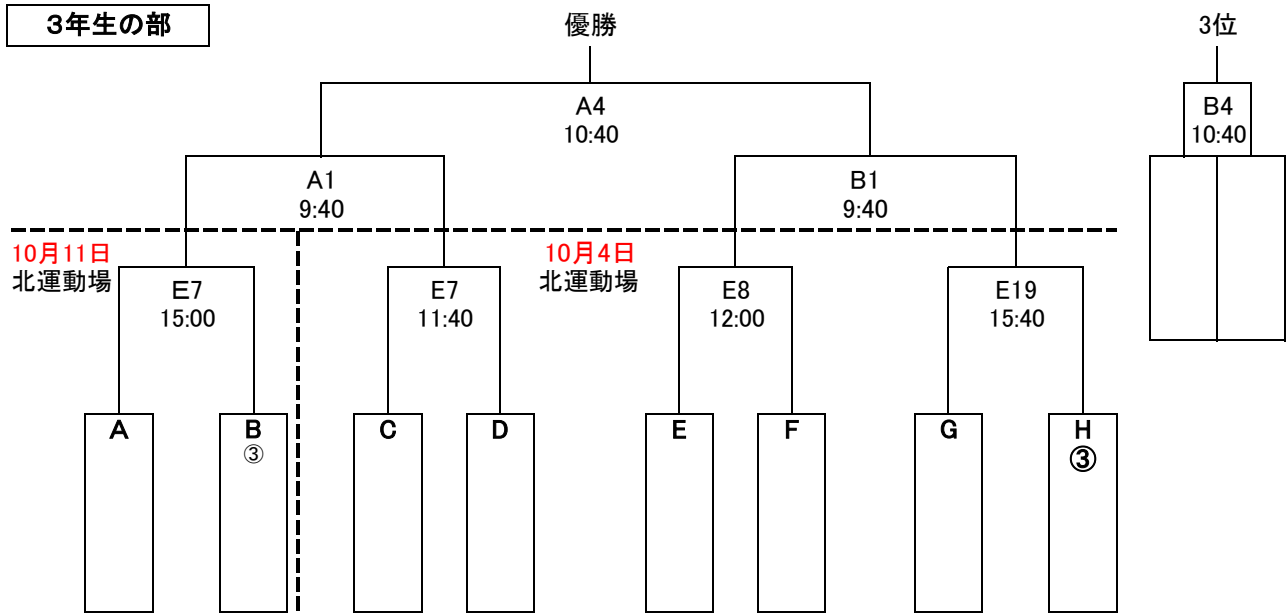 3年生の部
優勝
3位
A4
10:40
B4
10:40
A1
9:40
B1
9:40
10月11日
北運動場
10月4日
北運動場
E7
15:00
E7
11:40
E8
12:00
E19
15:40
A
B
③
C
D
E
F
G
H
③